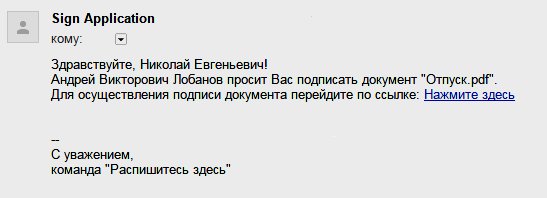 Sign Application
кому:
Здравствуйте, Николай Евгеньевич!
Андрей Викторович Лобанов просит Вас подписать документ "Отпуск.pdf".
Для осуществления подписи документа перейдите по ссылке: Нажмите здесь
--
С уважением,
команда "Распишитесь здесь"